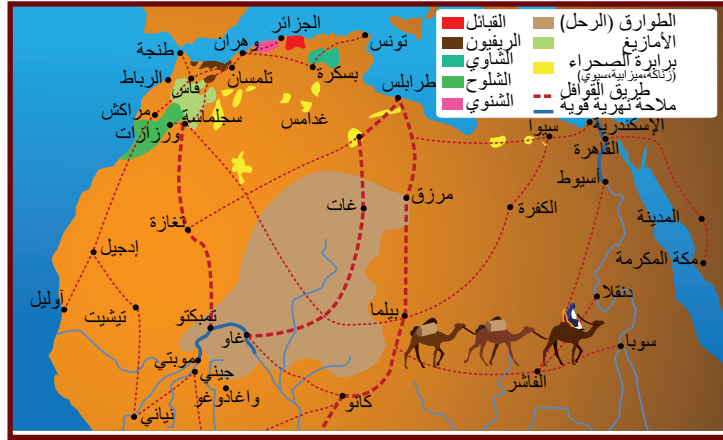 الطوارق (الرحل)
الأمازيغ
برابرة الصحراء
(زناكة،ميزابية،سيوي)
طريق القوافل
ملاحة نهرية قوية
القبائل
الريفيون
الشاوي
الشلوح
الشنوي
الجزائر
تونس
وهران
طنجة
تلمسان
بسكرة
الرباط
فاس
طرابلس
مراكش
سجلماسة
ورزازات
غدامس
سيوا
الإسكندرية
القاهرة
أسيوط
مرزق
غات
الكفرة
المدينة
مكة المكرمة
تغازة
إدجيل
آوليل
تيشيت
تمبكتو
غاو
بيلما
دنقلا
سوبا
موبتي
جيني
واغادوغو
نياني
كانو
الفاشر